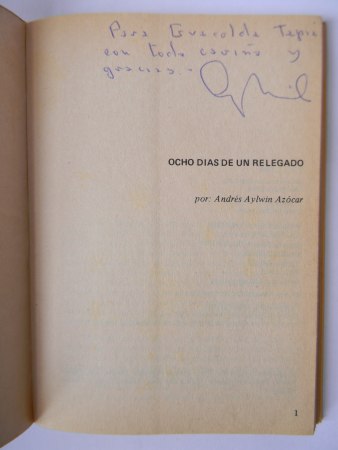 Para Esmeralda Tapia
con todo cariño y
gracias.-
OCHO DIAS DE UN RELEGADO
por: Andrés Aylwin Azócar
1